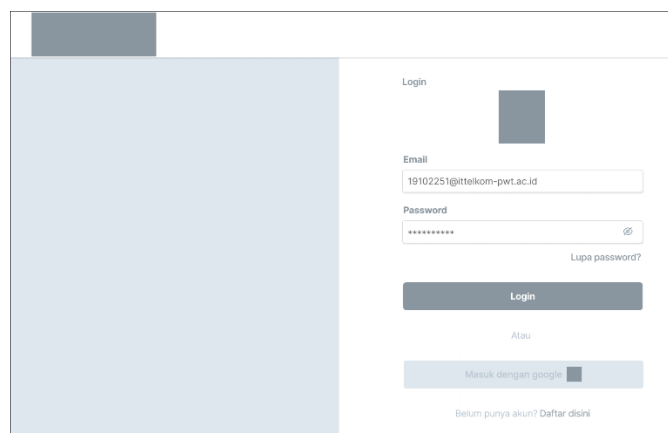 Login
Email
19102251@ittelkom-pwt.ac.id
Password
**********
Lupa password?
Login
Atau
Masuk dengan google
Belum punya akun? Daftar disini